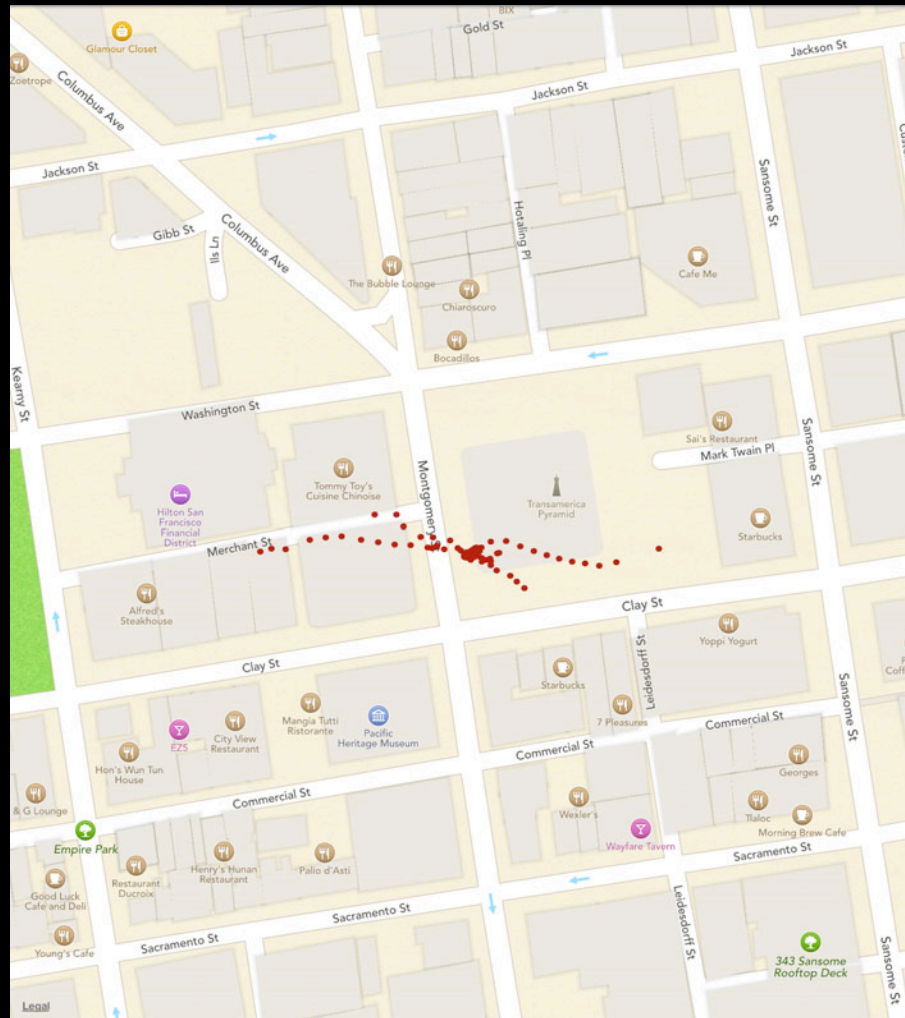 BIX
Gold St
Glamour Closet
Jackson St
Zoetrope
Columbus Ave
Jackson St
Jackson St
Sansome St
Hotaling Pl
Gibb St
Ils Ln
Columbus Ave
Cafe Me
The Bubble Lounge
Chiaroscuro
Bocadillos
Kearny St
Washington St
Sai's Restaurant
Mark Twain Pl
Sansome St
Tommy Toy's
Cuisine Chinoise
Montgomery St
Transamerica
Pyramid
Hilton San
Francisco
Financial
District
Merchant St
Starbucks
Alfred's
Steakhouse
Clay St
Yoppi Yogurt
Leidesdorff St
Clay St
Starbucks
7 Pleasures
Sansome St
Mangia Tutti
Ristorante
Pacific
Heritage Museum
EZ5
City View
Restaurant
Commercial St
Commercial St
Hon's Wun Tun
House
Georges
& G Lounge
Commercial St
Wexler's
Tlaloc
Morning Brew Cafe
Empire Park
Wayfare Tavern
Sacramento St
Restaurant
Ducroix
Henry's Hunan
Restaurant
Palio d'Asti
Good Luck
Cafe and Deli
Sacramento St
Leidesdorff St
Sacramento St
Young's Cafe
343 Sansome
Rooftop Deck
Sansome St
Legal